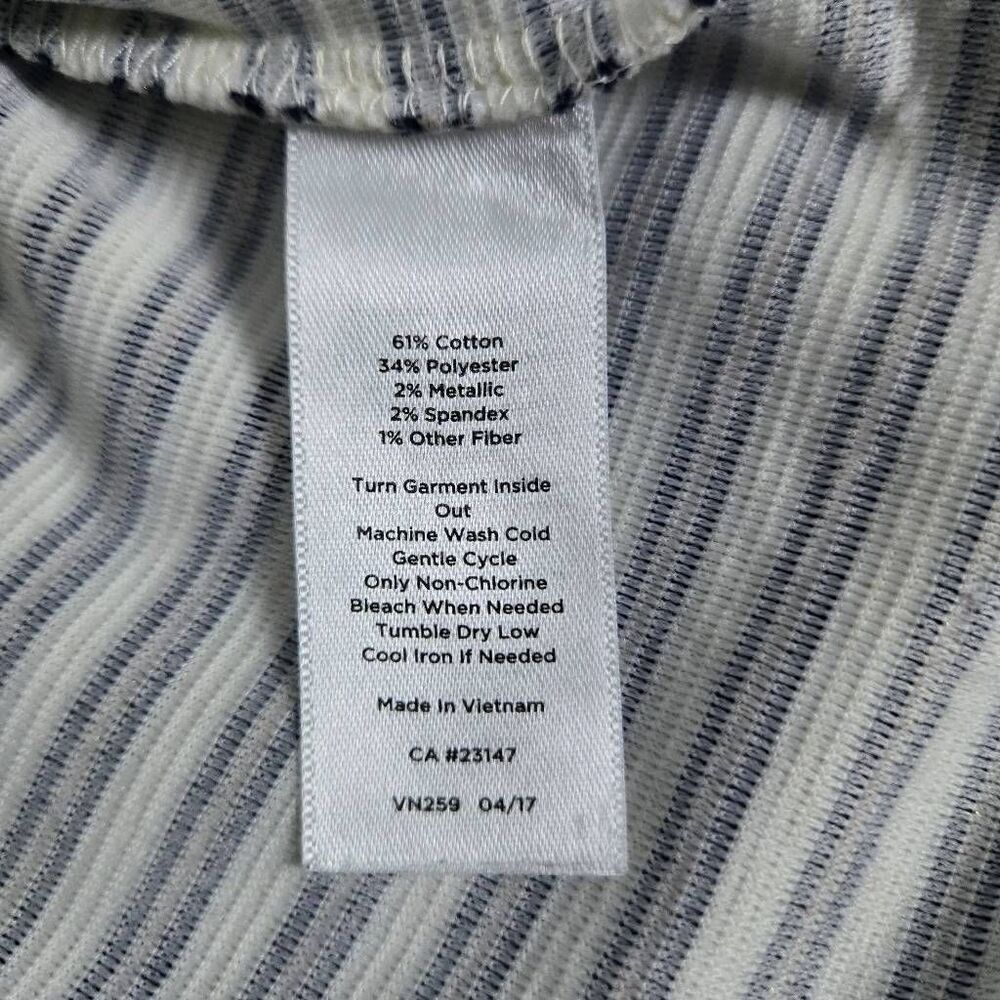 61% Cotton
34% Polyester
2% Metallic
2% Spandex
1% Other Fiber
Turn Garment Inside
Out
Machine Wash Cold
Gentle Cycle
Only Non-Chlorine
Bleach When Needed
Tumble Dry Low
Cool Iron If Needed
Made In Vietnam
CA #23147
VN259 04/17